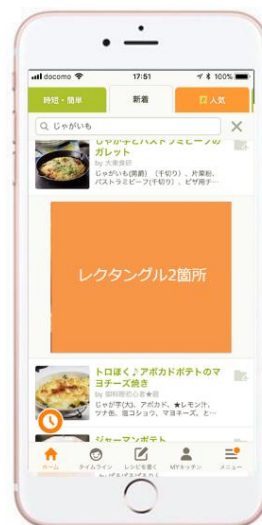 docomo 17:51 100%
時短・簡単 新着 人気
じゃがいも
じゃが芋とパストラミビーフの
ガレット
by 大東食研
じゃがいも(男爵)(千切り)、片栗粉、
パストラミビーフ(千切り)、ピザ用チ…
レクタングル2箇所
トロほく♪アボカドポテトのマ
ヨチーズ焼き
じゃが芋(大)、アボカド、★レモン汁、
ツナ缶、塩コショウ、マヨネーズ、と…
ジャーマンポテト
ホーム タイムライン レシピを書く MYキッチン メニュー